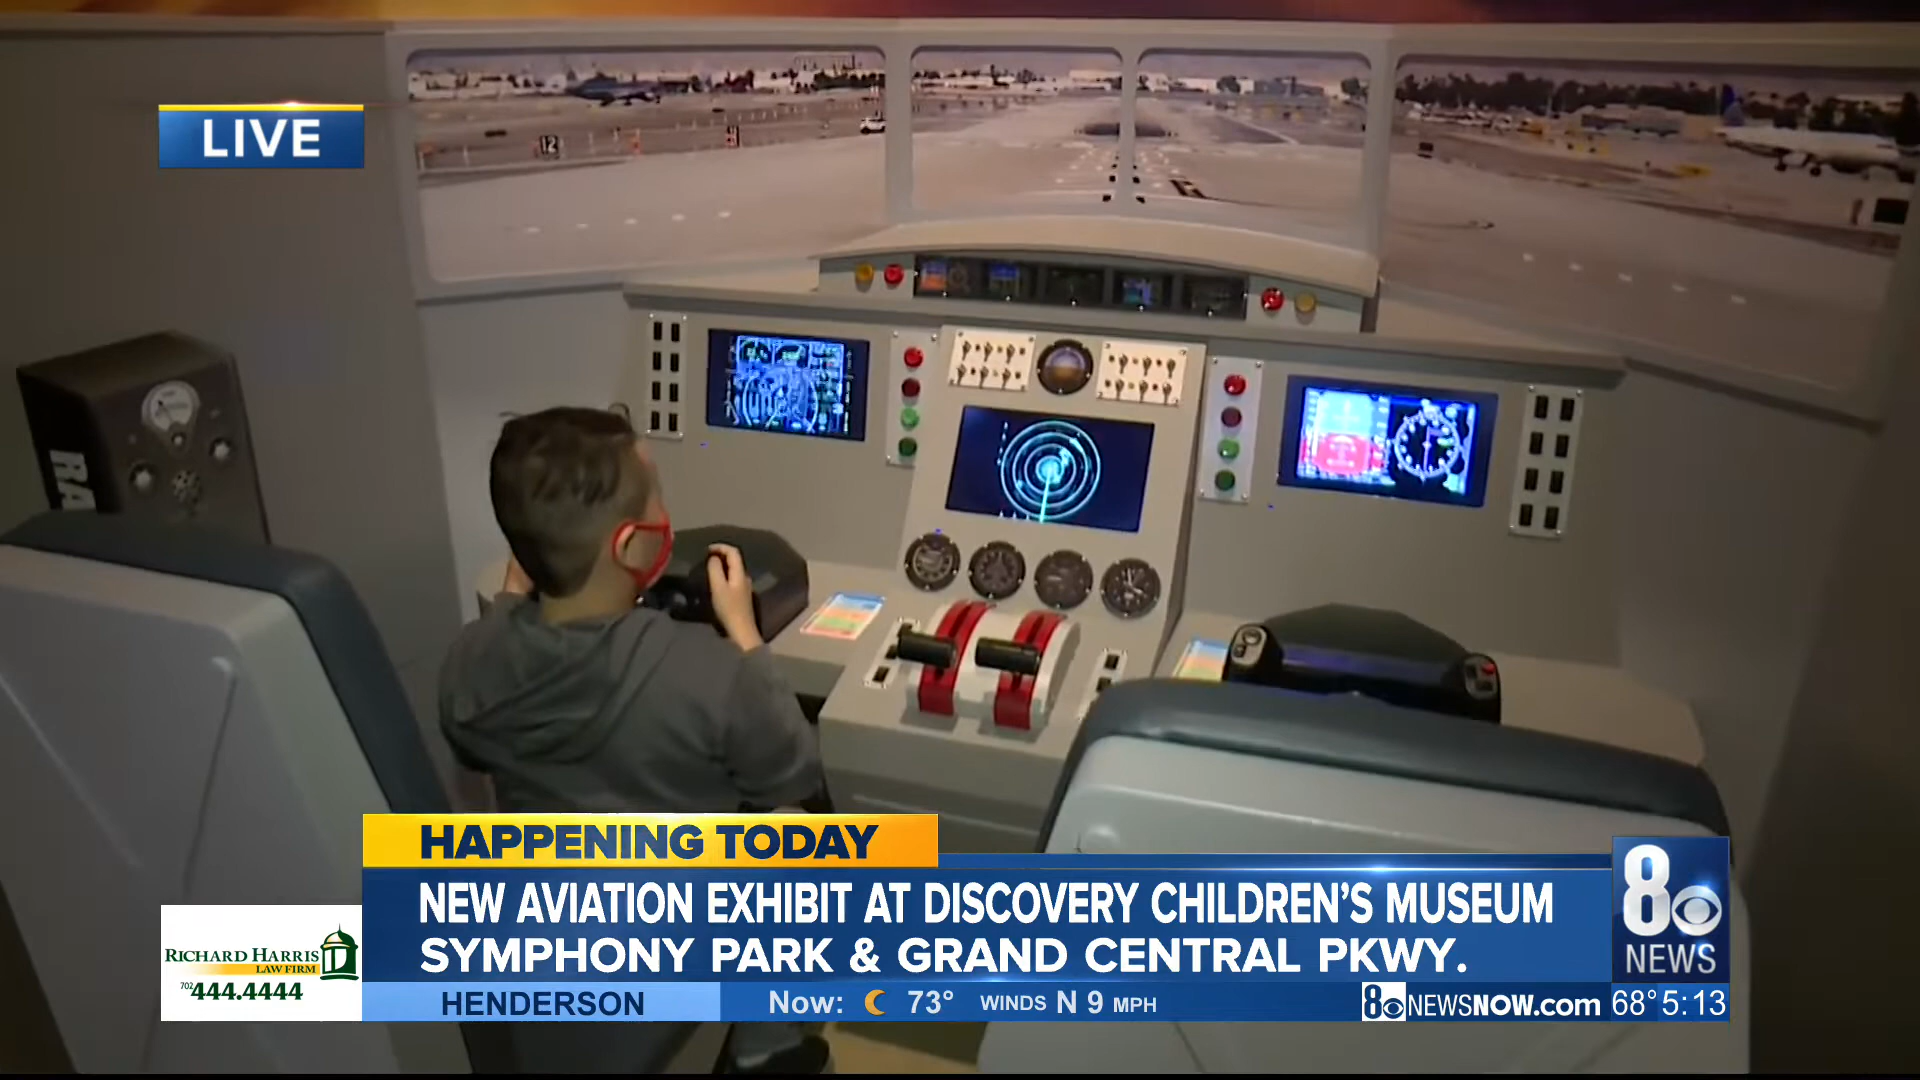 LIVE
12
RA
HAPPENING TODAY
NEW AVIATION EXHIBIT AT DISCOVERY CHILDREN'S MUSEUM
SYMPHONY PARK & GRAND CENTRAL PKWY.
8 NEWS
RICHARD HARRIS
LAW FIRM
702 444.4444
HENDERSON Now: 73° WINDS N 9 MPH 8NEWSNOW.com 68° 5:13